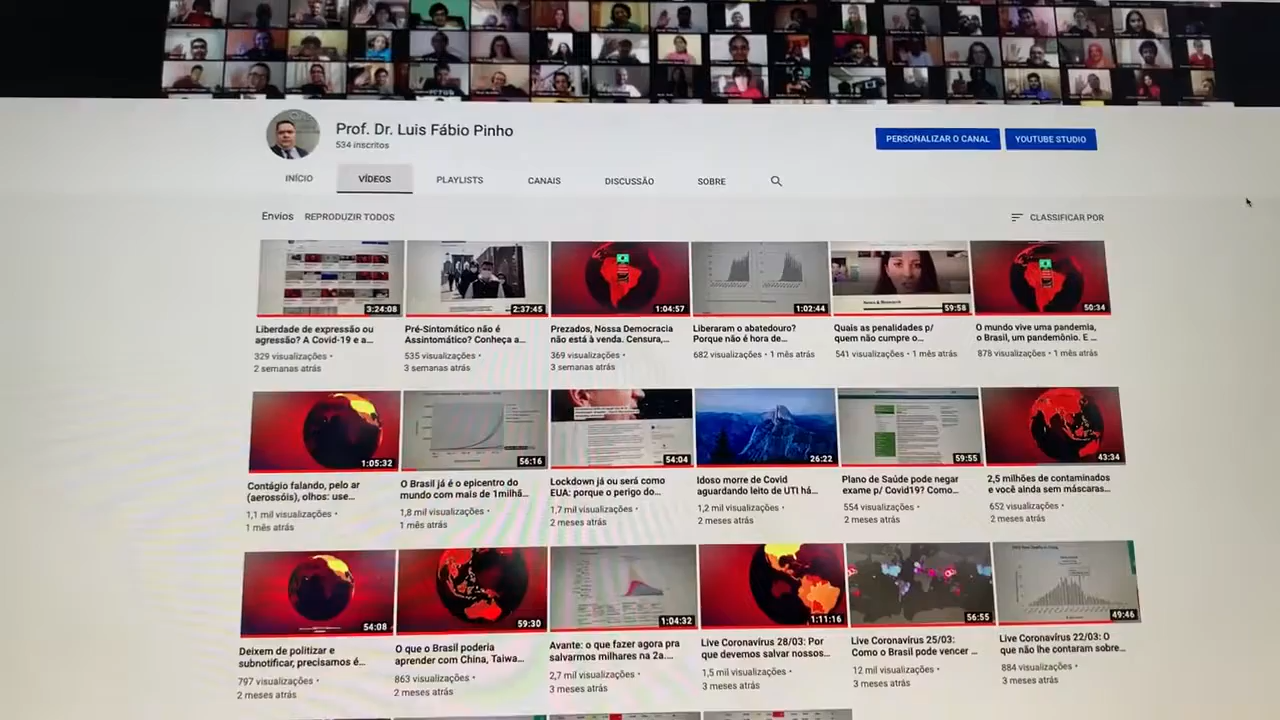 Prof. Dr. Luis Fábio Pinho
534 inscritos
PERSONALIZAR O CANAL
YOUTUBE STUDIO
INÍCIO
VÍDEOS
PLAYLISTS
CANAIS
DISCUSSÃO
SOBRE
Envios
REPRODUZIR TODOS
CLASSIFICAR POR
3:24:08
Liberdade de expressão ou
agressão? A Covid-19 e a...
329 visualizações •
2 semanas atrás
2:37:45
Pré-Sintomático não é
Assintomático? Conheça a...
535 visualizações •
3 semanas atrás
1:04:57
Prezados, Nossa Democracia
não está à venda. Censura,...
369 visualizações •
3 semanas atrás
1:02:44
Liberaram o abatedouro?
Porque não é hora de...
682 visualizações • 1 mês atrás
News & Research
59:58
Quais as penalidades p/
quem não cumpre o...
541 visualizações • 1 mês atrás
50:34
O mundo vive uma pandemia,
o Brasil, um pandemônio. E ...
878 visualizações • 1 mês atrás
1:05:32
Contágio falando, pelo ar
(aerossóis), olhos: use...
1,1 mil visualizações •
1 mês atrás
56:16
O Brasil já é o epicentro do
mundo com mais de 1milhã...
1,8 mil visualizações •
1 mês atrás
54:04
Lockdown já ou será como
EUA: porque o perigo do...
1,7 mil visualizações •
2 meses atrás
26:22
Idoso morre de Covid
aguardando leito de UTI há...
1,2 mil visualizações •
2 meses atrás
59:55
Plano de Saúde pode negar
exame p/ Covid19? Como...
554 visualizações •
2 meses atrás
43:34
2,5 milhões de contaminados
e você ainda sem máscaras...
652 visualizações •
2 meses atrás
54:08
Deixem de politizar e
subnotificar, precisamos é...
797 visualizações •
2 meses atrás
59:30
O que o Brasil poderia
aprender com China, Taiwa...
863 visualizações •
2 meses atrás
1:04:32
Avante: o que fazer agora pra
salvarmos milhares na 2a....
2,7 mil visualizações •
3 meses atrás
1:11:16
Live Coronavírus 28/03: Por
que devemos salvar nossos...
1,5 mil visualizações •
3 meses atrás
56:55
Live Coronavírus 25/03:
Como o Brasil pode vencer ...
12 mil visualizações •
3 meses atrás
49:46
Live Coronavírus 22/03: O
que não lhe contaram sobre...
884 visualizações •
3 meses atrás